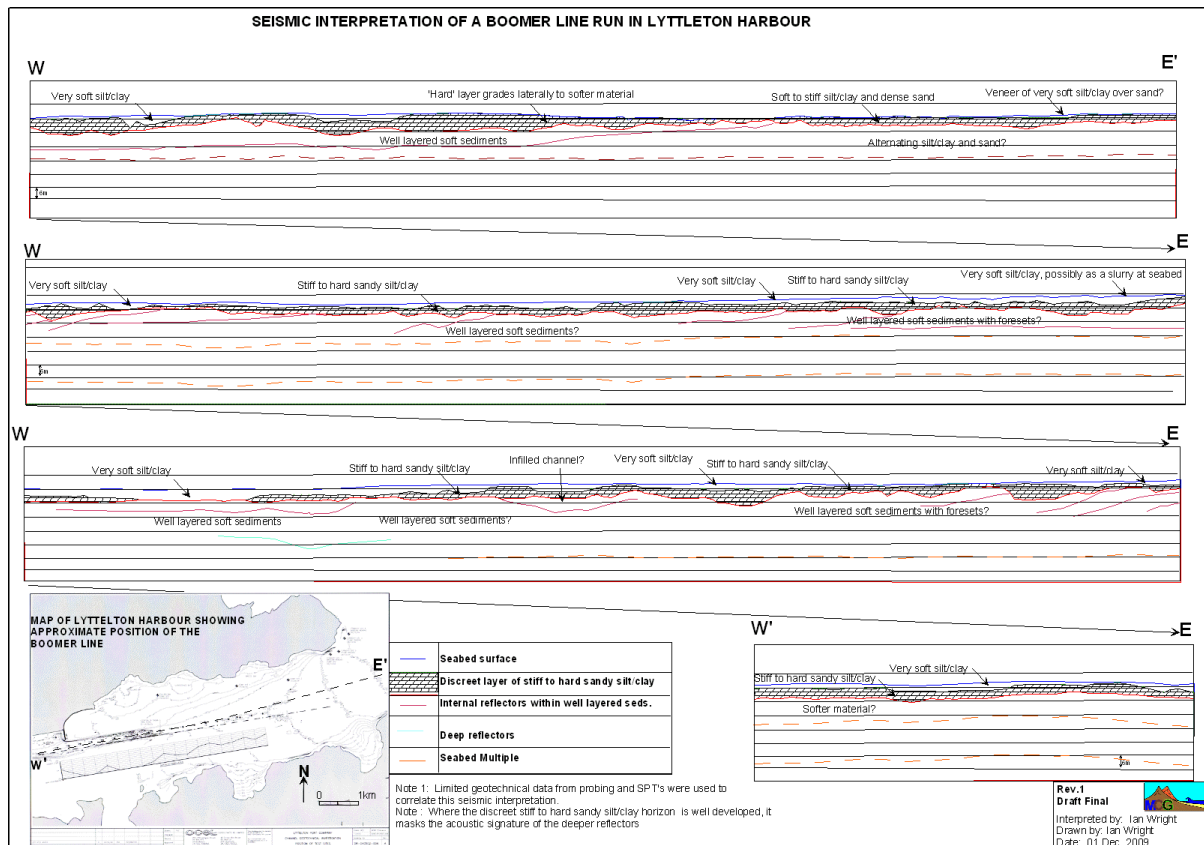 SEISMIC INTERPRETATION OF A BOOMER LINE RUN IN LYTTLETON HARBOUR
W
E'
Very soft silt/clay
'Hard' layer grades laterally to softer material
Soft to stiff silt/clay and dense sand
Veneer of very soft silt/clay over sand?
Well layered soft sediments
Alternating silt/clay and sand?
6m
W
E
Very soft silt/clay
Stiff to hard sandy silt/clay
Very soft silt/clay
Stiff to hard sandy silt/clay
Very soft silt/clay, possibly as a slurry at seabed
Well layered soft sediments?
Well layered soft sediments with foresets?
6m
W
E
Very soft silt/clay
Stiff to hard sandy silt/clay
Infilled channel?
Very soft silt/clay
Stiff to hard sandy silt/clay
Very soft silt/clay
Well layered soft sediments
Well layered soft sediments?
Well layered soft sediments with foresets?
MAP OF LYTTELTON HARBOUR SHOWING
APPROXIMATE POSITION OF THE
BOOMER LINE
E'
W'
N
0 1km
Seabed surface
Discreet layer of stiff to hard sandy silt/clay
Internal reflectors within well layered seds.
Deep reflectors
Seabed Multiple
Note 1: Limited geotechnical data from probing and SPT's were used to
correlate this seismic interpretation.
Note : Where the discreet stiff to hard sandy silt/clay horizon is well developed, it
masks the acoustic signature of the deeper reflectors
W'
E
Very soft silt/clay
Stiff to hard sandy silt/clay
Softer material?
6m
Rev.1
Draft Final
MCG
Interpreted by: Ian Wright
Drawn by: Ian Wright
Date: 01 Dec. 2009